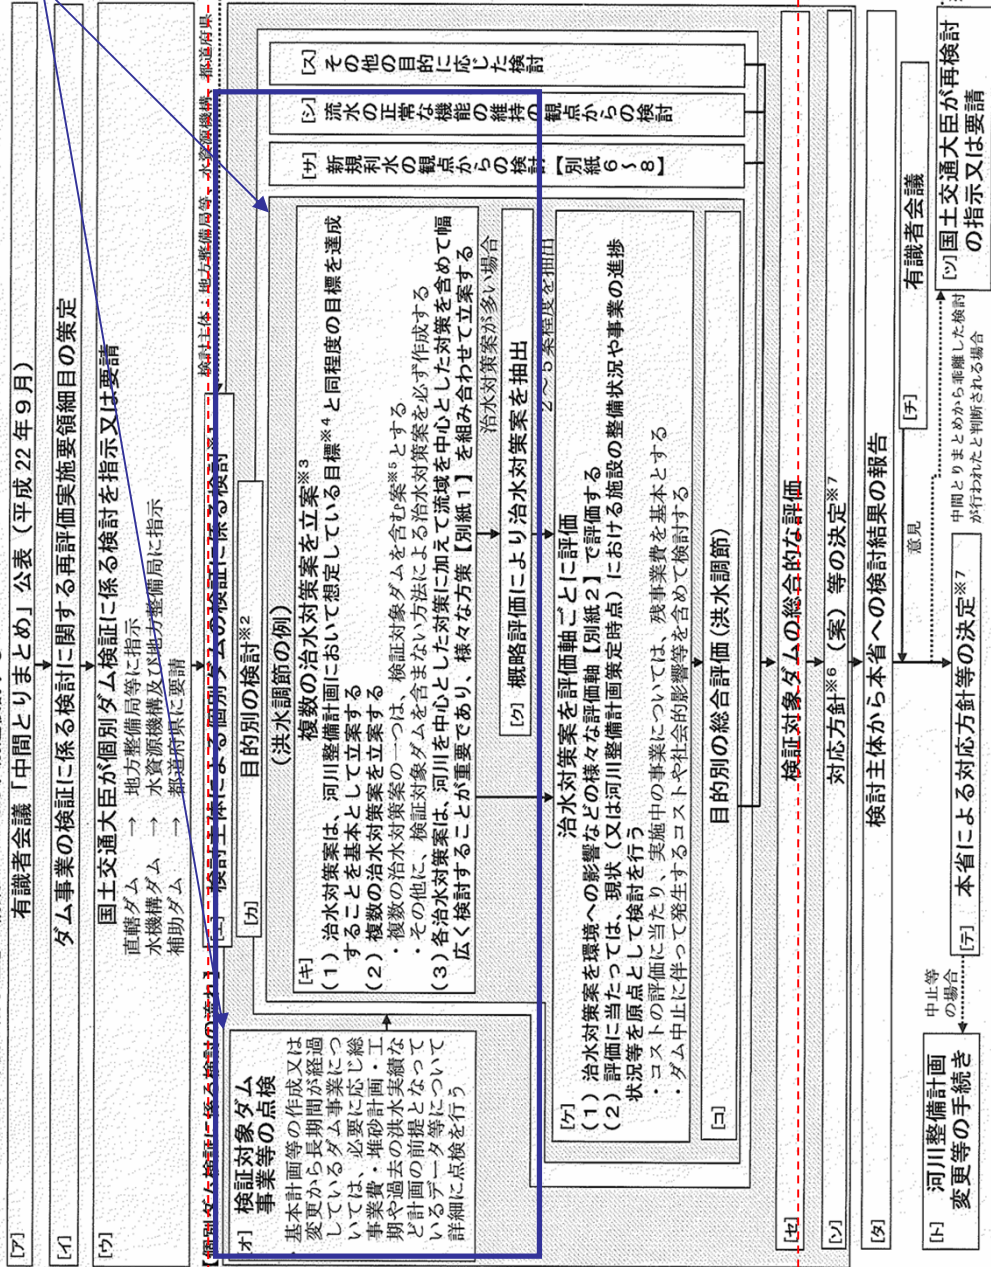 [ア]
有識者会議「中間とりまとめ」公表（平成22年9月）
[イ]
ダム事業の検証に係る検討に関する再評価実施要領細目の策定
[ウ]
国土交通大臣が個別ダム検証に係る検討を指示又は要請
直轄ダム → 地方整備局等に指示
水機構ダム → 水資源機構及び地方整備局に指示
補助ダム → 都道府県に要請
【個別ダム検証に係る検討の流れ】
検討主体：地方整備局等、水資源機構、都道府県
[エ] 検討主体による個別ダムの検証に係る検討
[オ] 検証対象ダム
事業等の点検
・基本計画等の作成又は
変更から長期間が経過
しているダム事業につ
いては、必要に応じ総
事業費・堆砂計画・工
期や過去の洪水実績な
ど計画の前提となって
いるデータ等について
詳細に点検を行う
[カ] 目的別の検討※2
（洪水調節の例）
[キ] 複数の治水対策案を立案※3
（１）治水対策案は、河川整備計画において想定している目標※4と同程度の目標を達成
することを基本として立案する
（２）複数の治水対策案を立案する
・複数の治水対策案の一つは、検証対象ダムを含む案※5とする
・その他に、検証対象ダムを含まない方法による治水対策案を必ず作成する
（３）各治水対策案は、河川を中心とした対策に加えて流域を中心とした対策を含めて幅
広く検討することが重要であり、様々な方策【別紙１】を組み合わせて立案する
治水対策案が多い場合
[ク] 概略評価により治水対策案を抽出
２～５案程度を抽出
[ケ] 治水対策案を評価軸ごとに評価
（１）治水対策案を環境への影響などの様々な評価軸【別紙２】で評価する
（２）評価に当たっては、現状（又は河川整備計画策定時点）における施設の整備状況や事業の進捗
状況等を原点として検討を行う
・コストの評価に当たり、実施中の事業については、残事業費を基本とする
・ダム中止に伴って発生するコストや社会的影響等を含めて検討する
[コ] 目的別の総合評価（洪水調節）
[サ] 新規利水の観点からの検討【別紙６～８】
[シ] 流水の正常な機能の維持の観点からの検討
[ス] その他の目的に応じた検討
[セ] 検証対象ダムの総合的な評価
[ソ] 対応方針※6（案）等の決定※7
[タ] 検討主体から本省への検討結果の報告
意見
[チ] 有識者会議
中間とりまとめから乖離した検討
が行われたと判断される場合
[ツ] 国土交通大臣が再検討
の指示又は要請
[テ] 本省による対応方針等の決定※7
中止等
の場合
[ト] 河川整備計画
変更等の手続き